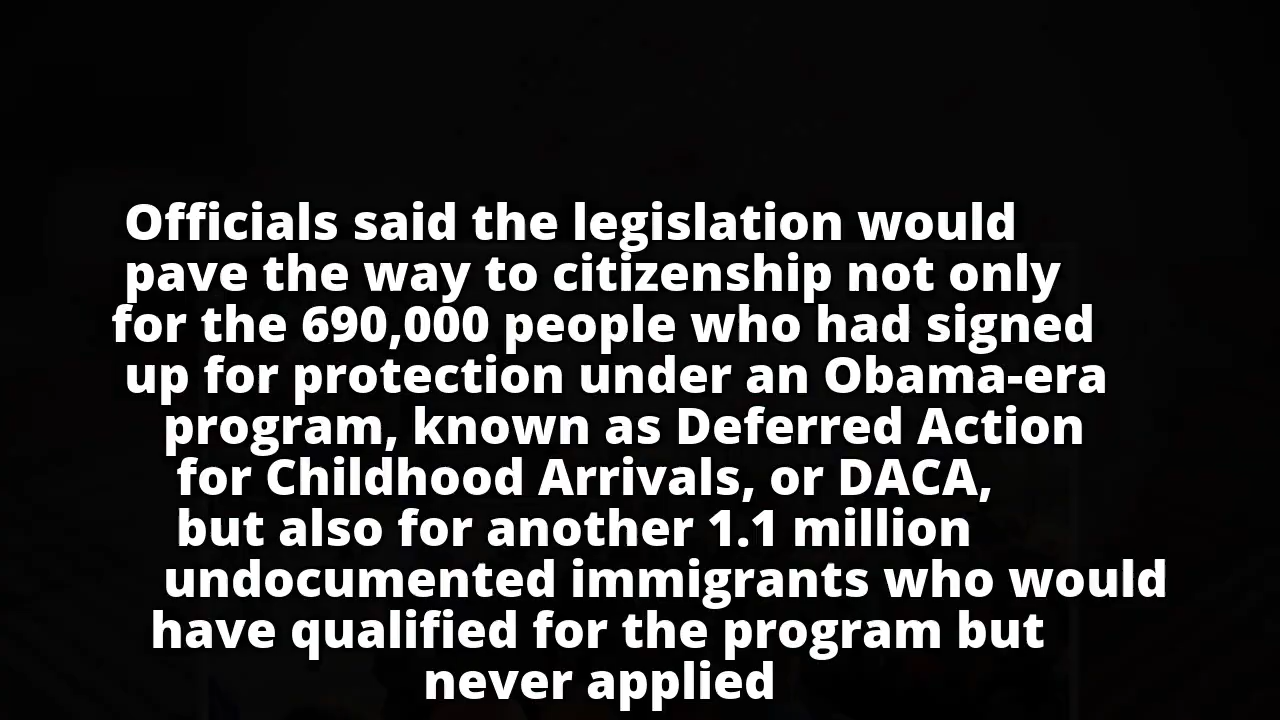 Officials said the legislation would
pave the way to citizenship not only
for the 690,000 people who had signed
up for protection under an Obama-era
program, known as Deferred Action
for Childhood Arrivals, or DACA,
but also for another 1.1 million
undocumented immigrants who would
have qualified for the program but
never applied